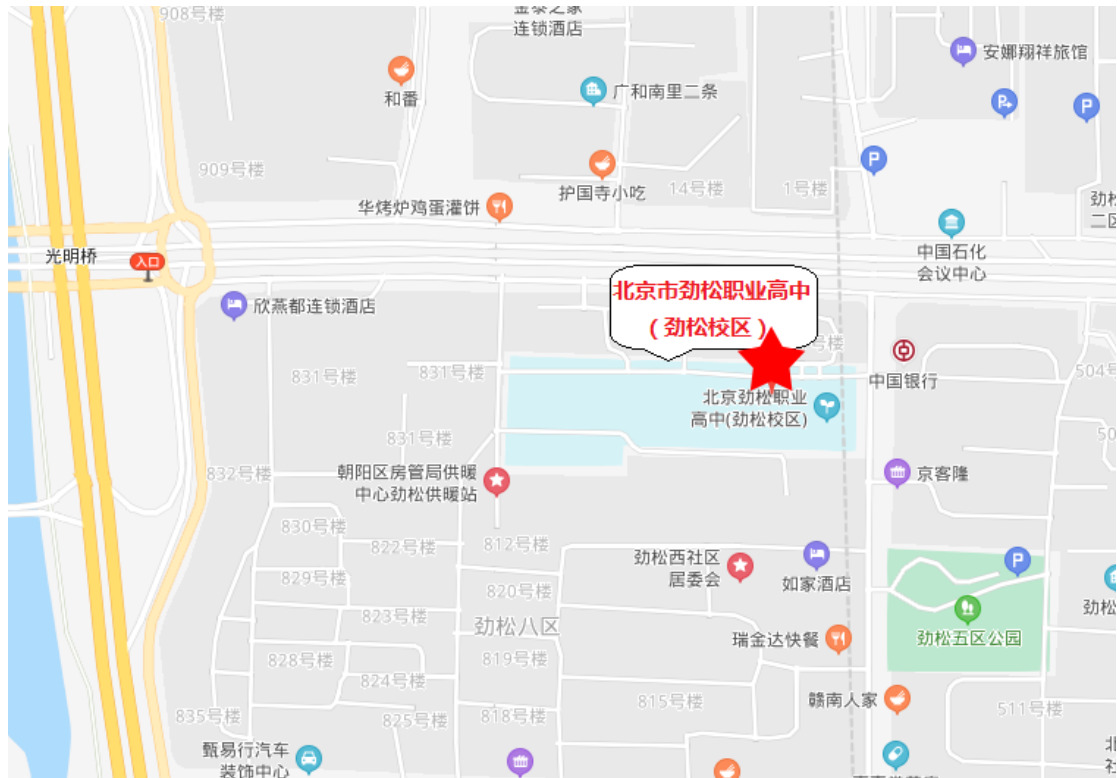 908号楼
金泰之家
连锁酒店
安娜翔祥旅馆
和番
广和南里二条
909号楼
护国寺小吃
14号楼
1号楼
华烤炉鸡蛋灌饼
光明桥
入口
中国石化
会议中心
北京市劲松职业高中
（劲松校区）
欣燕都连锁酒店
号楼
831号楼
831号楼
中国银行
504号
北京劲松职业
高中(劲松校区)
831号楼
832号楼
朝阳区房管局供暖
中心劲松供暖站
京客隆
830号楼
822号楼
812号楼
劲松西社区
居委会
如家酒店
829号楼
820号楼
823号楼
劲松八区
瑞金达快餐
劲松五区公园
828号楼
819号楼
824号楼
815号楼
赣南人家
511号楼
835号楼
825号楼
818号楼
甄易行汽车
装饰中心